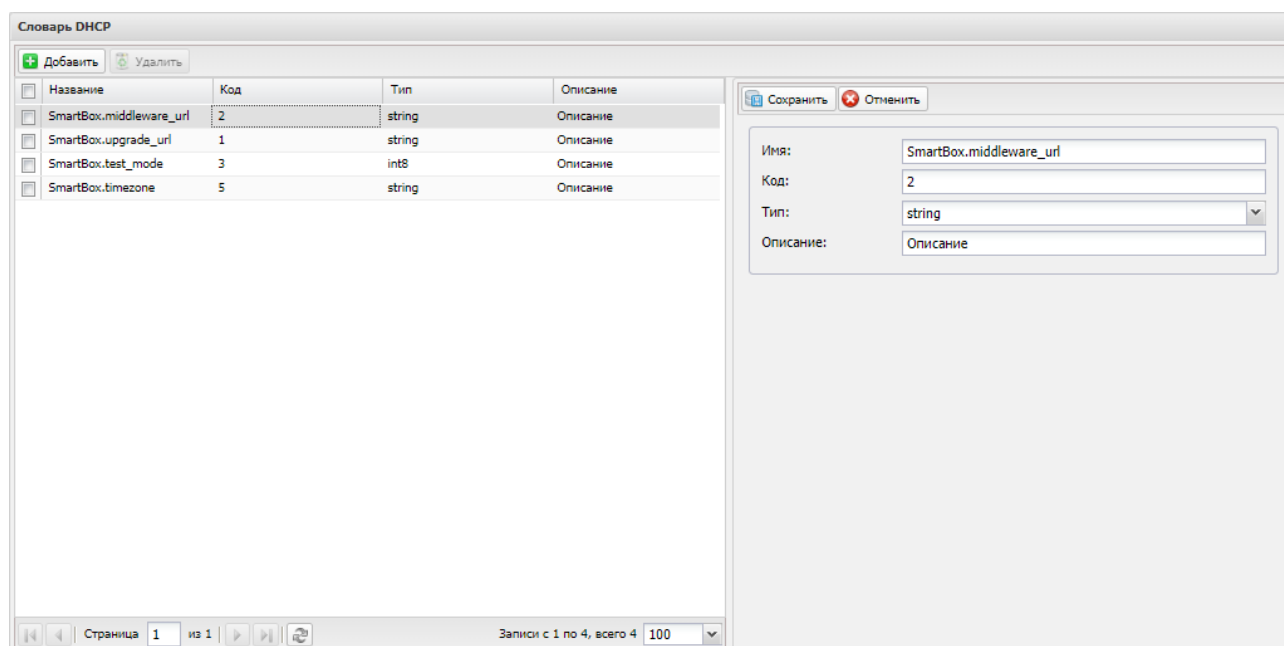 Словарь DHCP
Добавить Удалить
Название Код Тип Описание
SmartBox.middleware_url 2 string Описание
SmartBox.upgrade_url 1 string Описание
SmartBox.test_mode 3 int8 Описание
SmartBox.timezone 5 string Описание
Страница 1 из 1 Записи с 1 по 4, всего 4 100
Сохранить Отменить
Имя: SmartBox.middleware_url
Код: 2
Тип: string
Описание: Описание